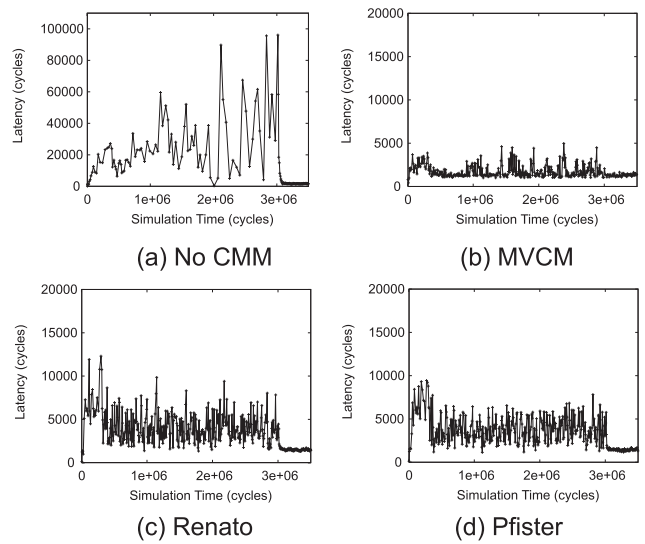 100000
80000
60000
40000
20000
0
Latency (cycles)
0 1e+06 2e+06 3e+06
Simulation Time (cycles)
(a) No CMM
20000
15000
10000
5000
0
Latency (cycles)
0 1e+06 2e+06 3e+06
Simulation Time (cycles)
(b) MVCM
20000
15000
10000
5000
0
Latency (cycles)
0 1e+06 2e+06 3e+06
Simulation Time (cycles)
(c) Renato
20000
15000
10000
5000
0
Latency (cycles)
0 1e+06 2e+06 3e+06
Simulation Time (cycles)
(d) Pfister